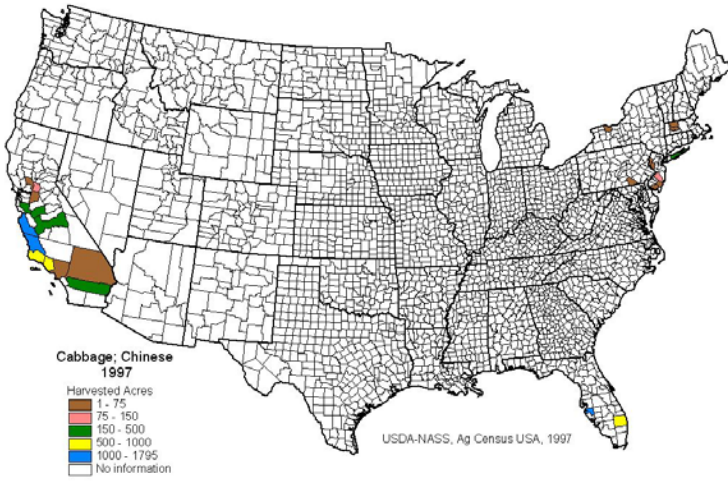 Cabbage; Chinese
1997
Harvested Acres
1 - 75
75 - 150
150 - 500
500 - 1000
1000 - 1795
No information
USDA-NASS, Ag Census USA, 1997